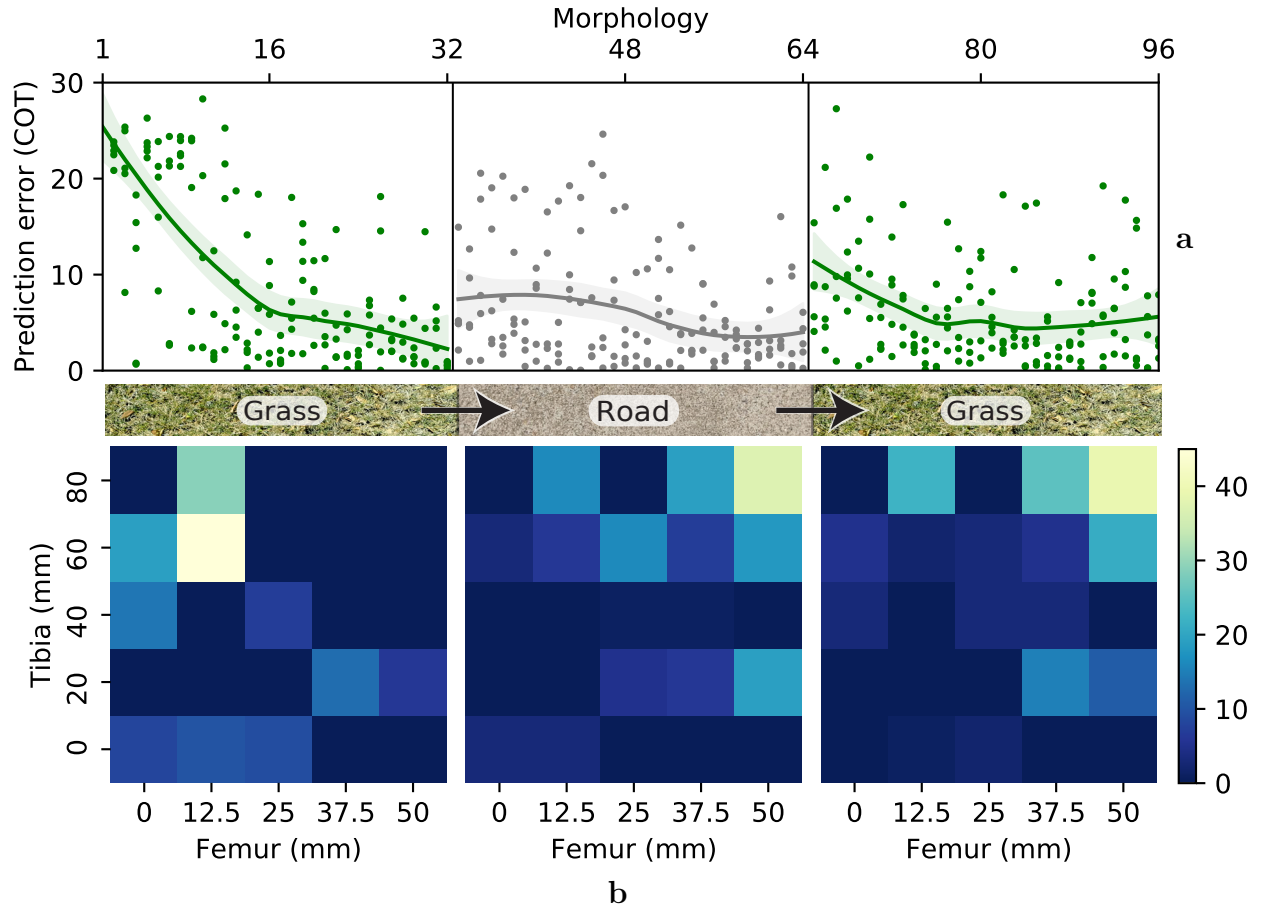 Morphology
1 16 32 48 64 80 96
Prediction error (COT)
30
20
10
0
a
Grass Road Grass
Tibia (mm)
80
60
40
20
0
40
30
20
10
0
0 12.5 25 37.5 50 0 12.5 25 37.5 50 0 12.5 25 37.5 50
Femur (mm) Femur (mm) Femur (mm)
b